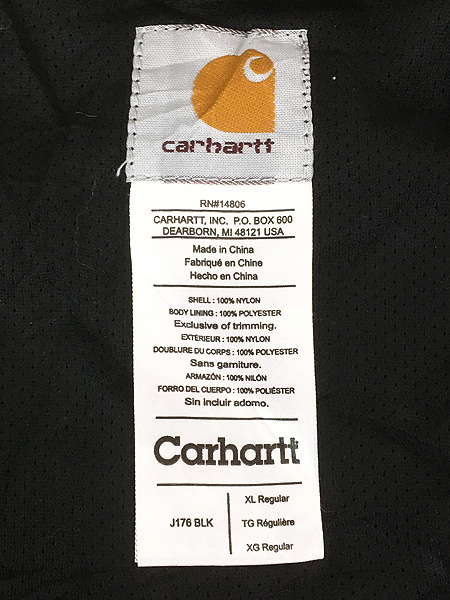 carhartt
RN#14806
CARHARTT, INC. P.O. BOX 600
DEARBORN, MI 48121 USA
Made in China
Fabriqué en Chine
Hecho en China
SHELL : 100% NYLON
BODY LINING : 100% POLYESTER
Exclusive of trimming.
EXTÉRIEUR : 100% NYLON
DOUBLURE DU CORPS : 100% POLYESTER
Sans garniture.
ARMAZÓN : 100% NILÓN
FORRO DEL CUERPO : 100% POLIÉSTER
Sin incluir adorno.
Carhartt
J176 BLK
XL Regular
TG Régulière
XG Regular